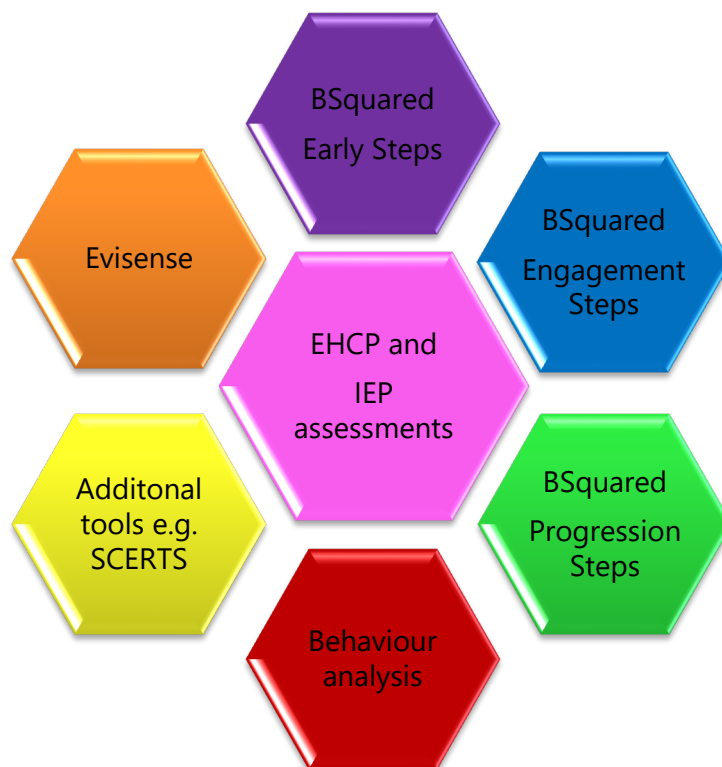 BSquared
Early Steps
Evisense
BSquared
Engagement
Steps
EHCP and
IEP
assessments
Additonal
tools e.g.
SCERTS
BSquared
Progression
Steps
Behaviour
analysis